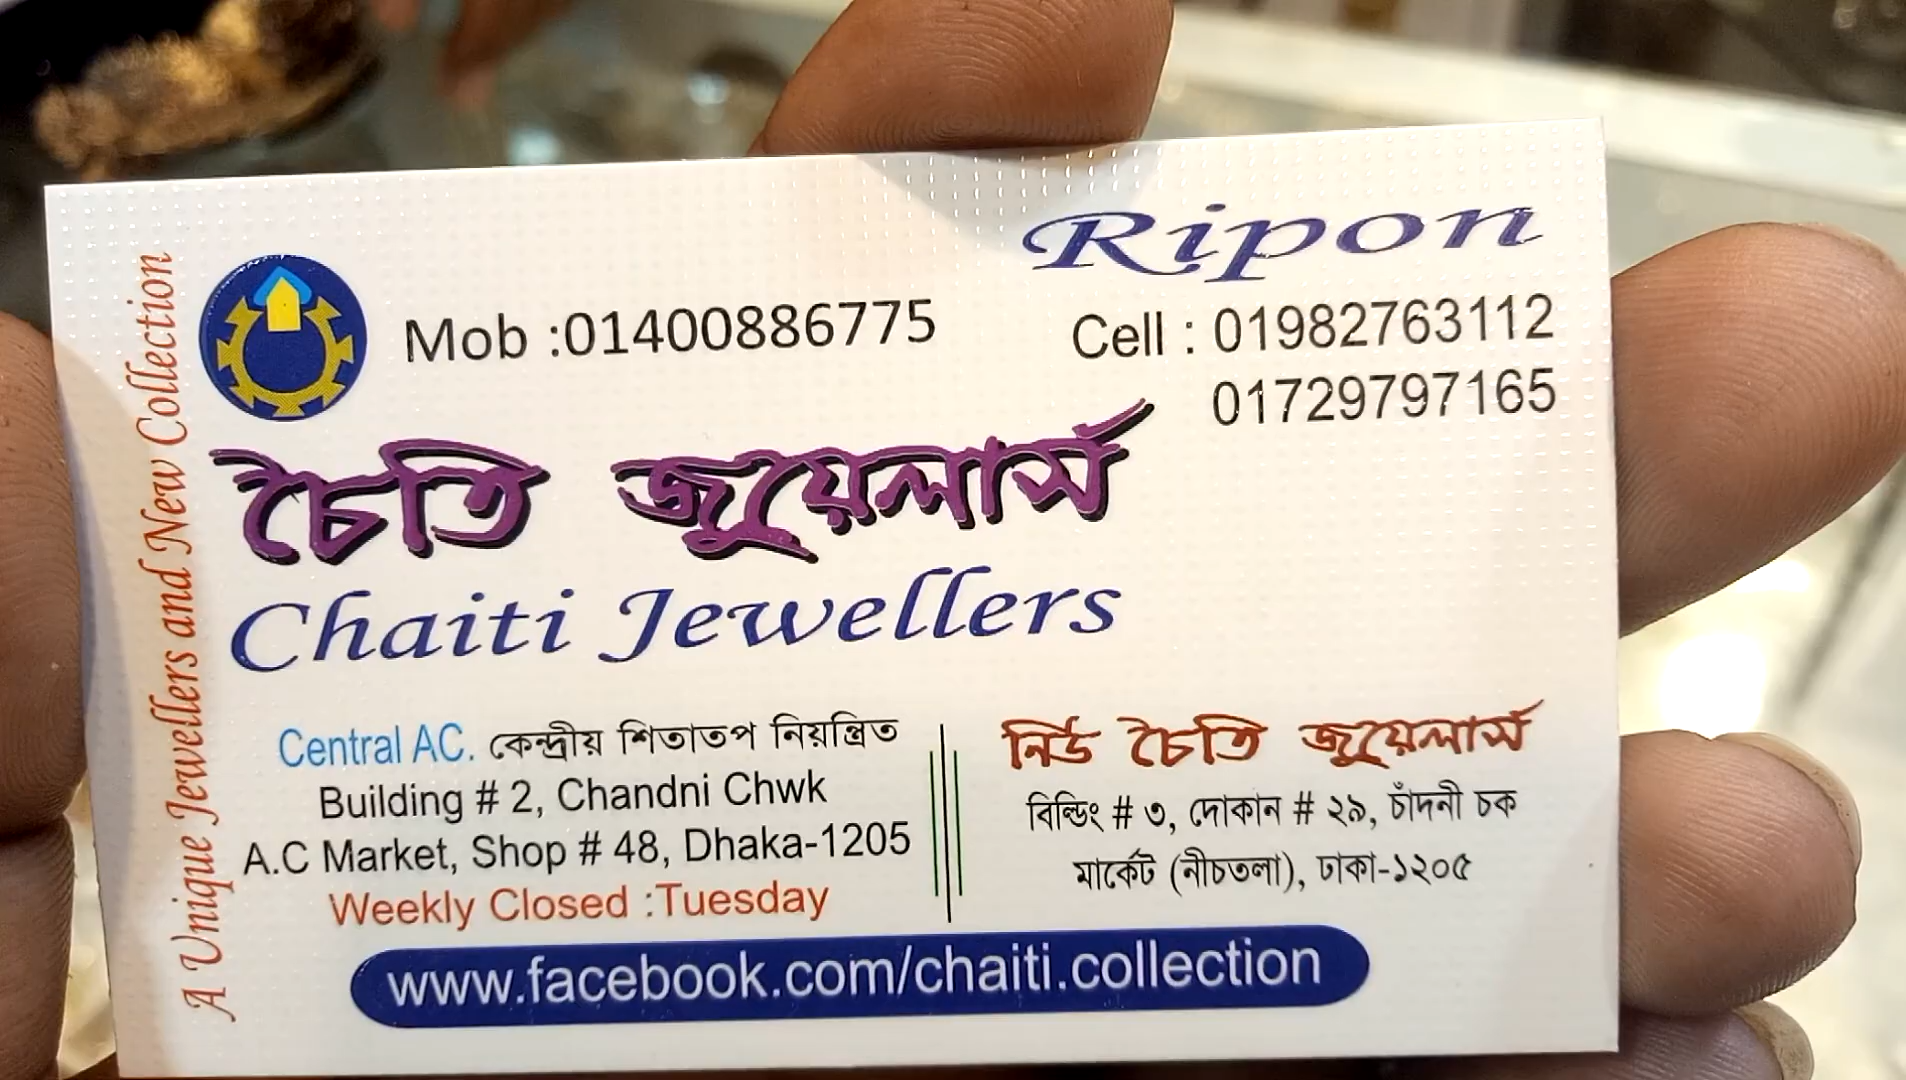 A Unique Jewellers and New Collection
Ripon
Mob :01400886775
Cell : 01982763112
01729797165
চৈতি জুয়েলার্স
Chaiti Jewellers
Central AC. কেন্দ্রীয় শিতাতপ নিয়ন্ত্রিত
Building # 2, Chandni Chwk
A.C Market, Shop # 48, Dhaka-1205
Weekly Closed :Tuesday
নিউ চৈতি জুয়েলার্স
বিল্ডিং # ৩, দোকান # ২৯, চাঁদনী চক
মার্কেট (নীচতলা), ঢাকা-১২০৫
www.facebook.com/chaiti.collection